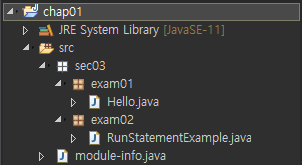 chap01
JRE System Library [JavaSE-11]
src
sec03
exam01
Hello.java
exam02
RunStatementExample.java
module-info.java